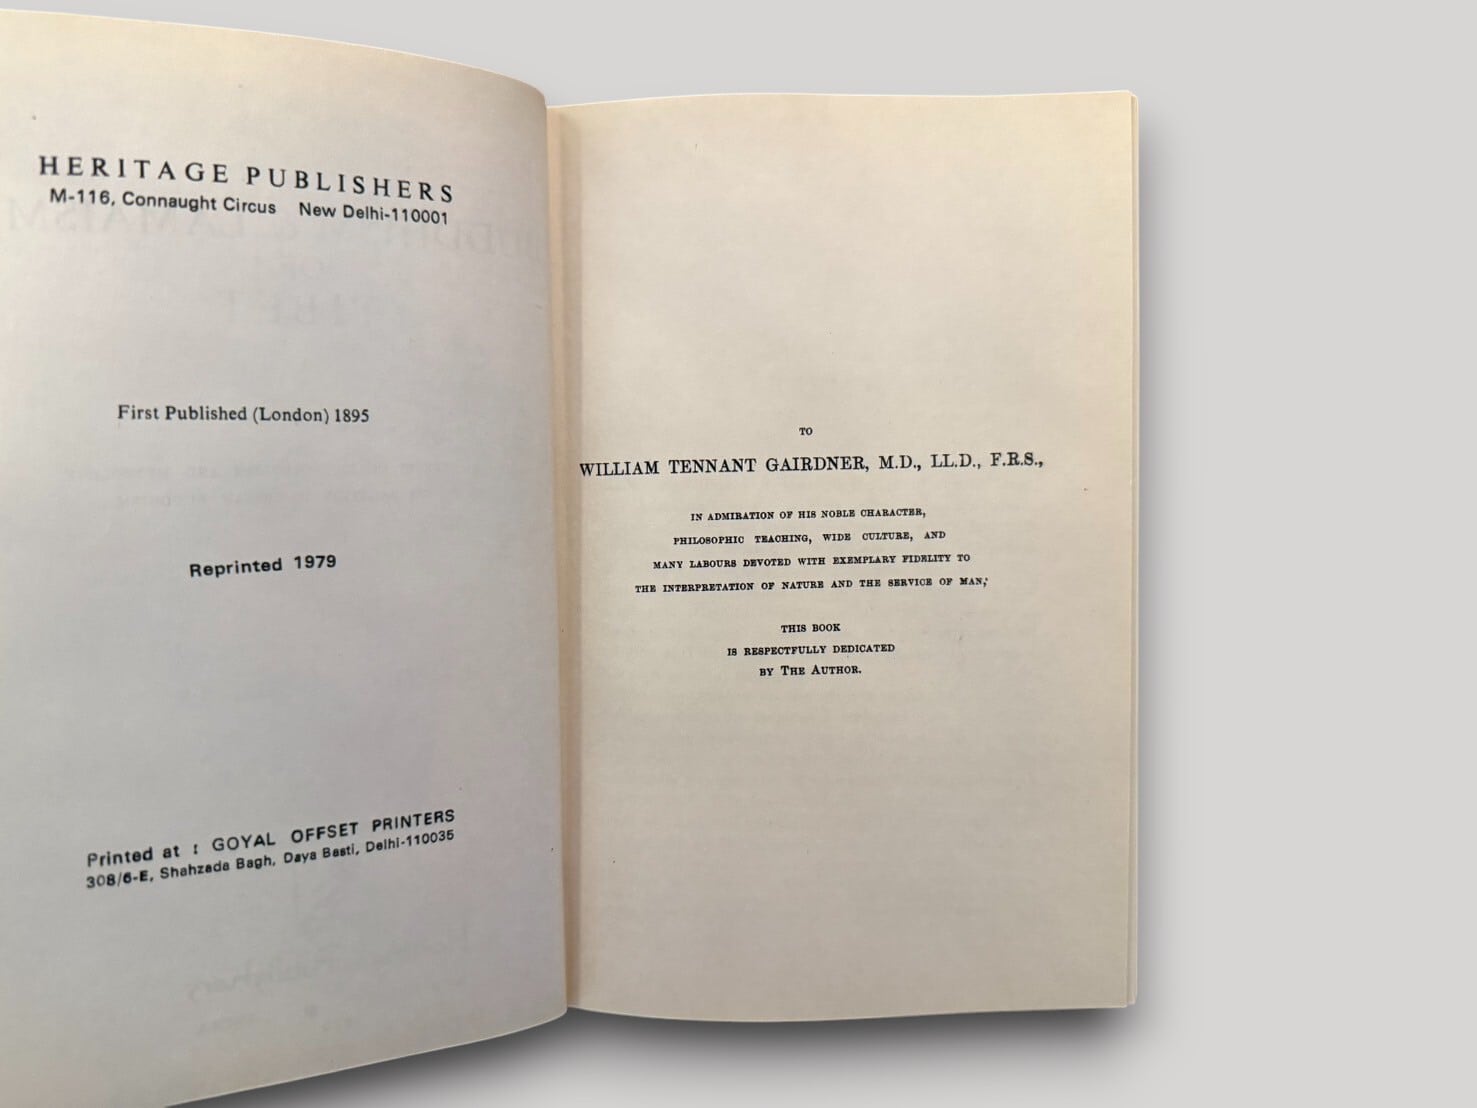 HERITAGE PUBLISHERS
M-116, Connaught Circus New Delhi-110001
First Published (London) 1895
Reprinted 1979
Printed at : GOYAL OFFSET PRINTERS
308/6-E, Shahzada Bagh, Daya Basti, Delhi-110035
TO
WILLIAM TENNANT GAIRDNER, M.D., LL.D., F.R.S.,
IN ADMIRATION OF HIS NOBLE CHARACTER,
PHILOSOPHIC TEACHING, WIDE CULTURE, AND
MANY LABOURS DEVOTED WITH EXEMPLARY FIDELITY TO
THE INTERPRETATION OF NATURE AND THE SERVICE OF MAN,
THIS BOOK
IS RESPECTFULLY DEDICATED
BY THE AUTHOR.